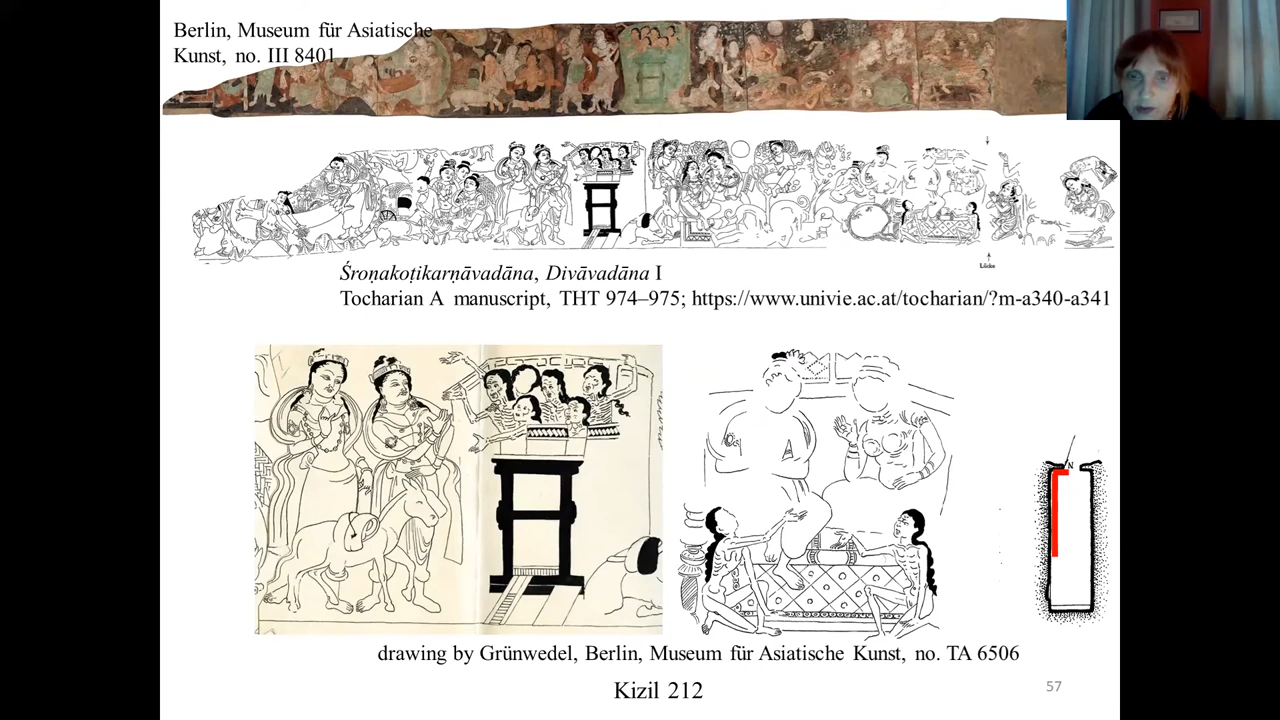 Berlin, Museum für Asiatische
Kunst, no. III 8401
Lücke
Śroṇakoṭikarṇāvadāna, Divāvadāna I
Tocharian A manuscript, THT 974–975; https://www.univie.ac.at/tocharian/?m-a340-a341
N
drawing by Grünwedel, Berlin, Museum für Asiatische Kunst, no. TA 6506
Kizil 212
57